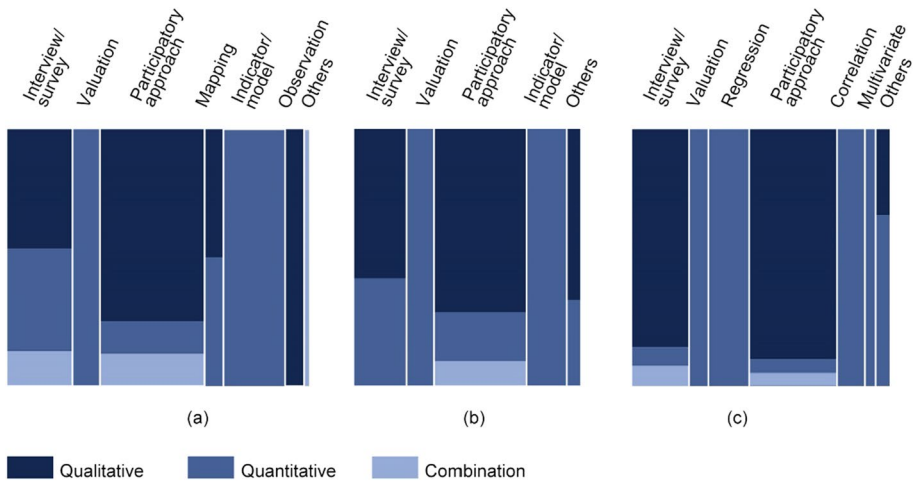 Interview/
survey
Valuation
Participatory
approach
Mapping
Indicator/
model
Observation
Others
Interview/
survey
Valuation
Participatory
approach
Indicator/
model
Others
Interview/
survey
Valuation
Regression
Participatory
approach
Correlation
Multivariate
Others
(a)
(b)
(c)
Qualitative
Quantitative
Combination